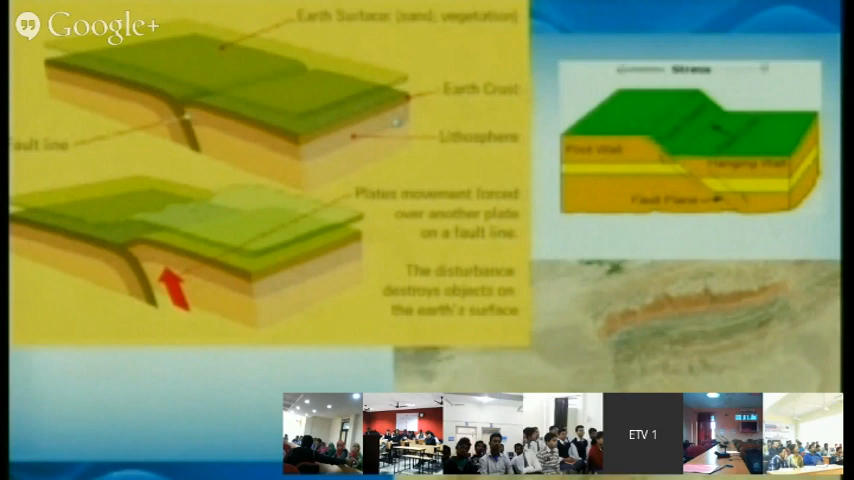 Google+
Earth Surface (sand, vegetation)
Earth Crust
Fault line
Lithosphere
Plates movement forced
over another plate
on a fault line.
The disturbance
destroys objects on
the earth'z surface
Stress
Foot Wall
Hanging Wall
Fault Plane
ETV 1